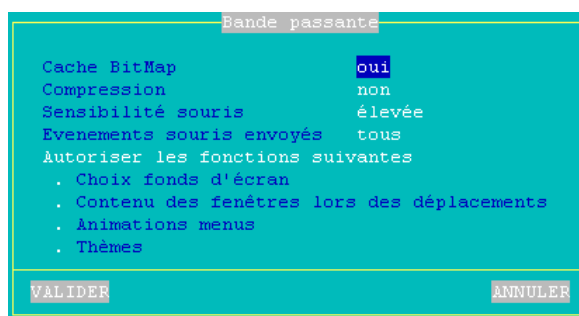 Bande passante
Cache BitMap oui
Compression non
Sensibilité souris élevée
Evenements souris envoyés tous
Autoriser les fonctions suivantes
. Choix fonds d'écran
. Contenu des fenêtres lors des déplacements
. Animations menus
. Thèmes
VALIDER ANNULER